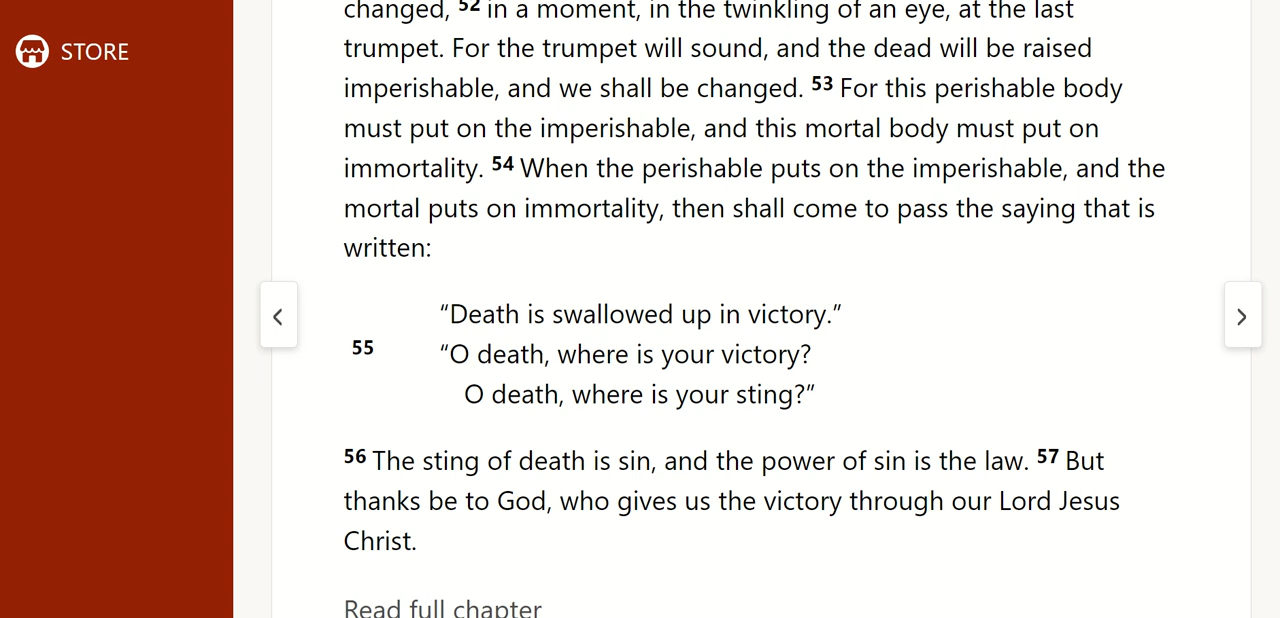 STORE
changed, 52 in a moment, in the twinkling of an eye, at the last
trumpet. For the trumpet will sound, and the dead will be raised
imperishable, and we shall be changed. 53 For this perishable body
must put on the imperishable, and this mortal body must put on
immortality. 54 When the perishable puts on the imperishable, and the
mortal puts on immortality, then shall come to pass the saying that is
written:
“Death is swallowed up in victory.”
55 “O death, where is your victory?
O death, where is your sting?”
56 The sting of death is sin, and the power of sin is the law. 57 But
thanks be to God, who gives us the victory through our Lord Jesus
Christ.
Read full chapter